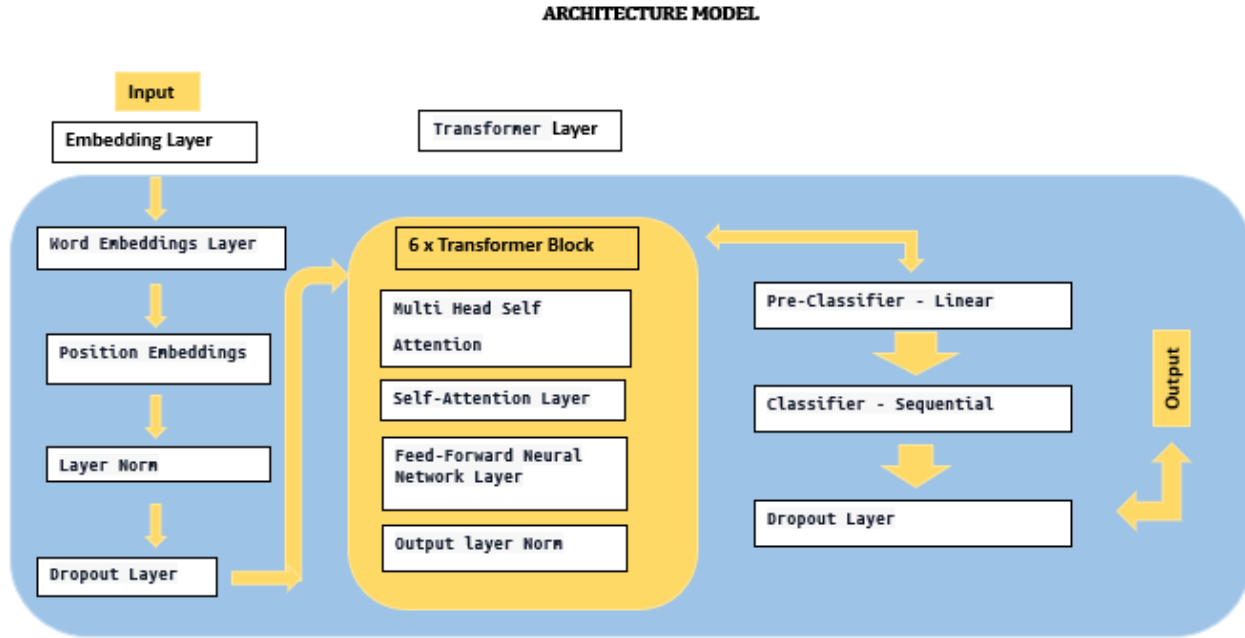 ARCHITECTURE MODEL
Input
Embedding Layer
Transformer Layer
Word Embeddings Layer
Position Embeddings
Layer Norm
Dropout Layer
6 x Transformer Block
Multi Head Self
Attention
Self-Attention Layer
Feed-Forward Neural
Network Layer
Output layer Norm
Pre-Classifier - Linear
Classifier - Sequential
Dropout Layer
Output